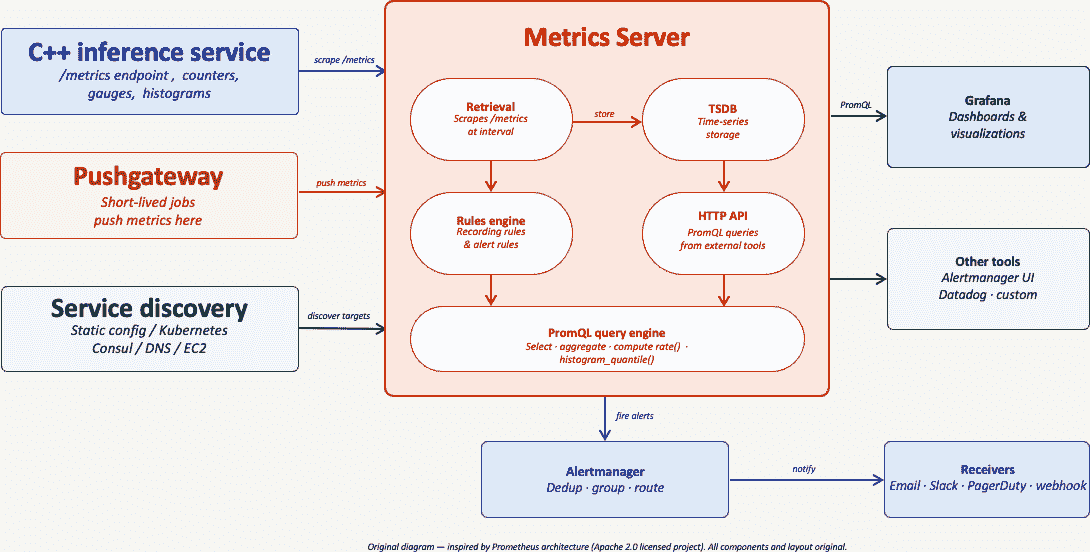 Metrics Server
C++ inference service
/metrics endpoint , counters,
gauges, histograms
scrape /metrics
Pushgateway
Short-lived jobs
push metrics here
push metrics
Service discovery
Static config / Kubernetes
Consul / DNS / EC2
discover targets
Retrieval
Scrapes /metrics
at interval
store
TSDB
Time-series
storage
Rules engine
Recording rules
& alert rules
HTTP API
PromQL queries
from external tools
PromQL query engine
Select · aggregate · compute rate() ·
histogram_quantile()
PromQL
Grafana
Dashboards &
visualizations
Other tools
Alertmanager UI
Datadog · custom
fire alerts
Alertmanager
Dedup · group · route
notify
Receivers
Email · Slack · PagerDuty · webhook
Original diagram — inspired by Prometheus architecture (Apache 2.0 licensed project). All components and layout original.